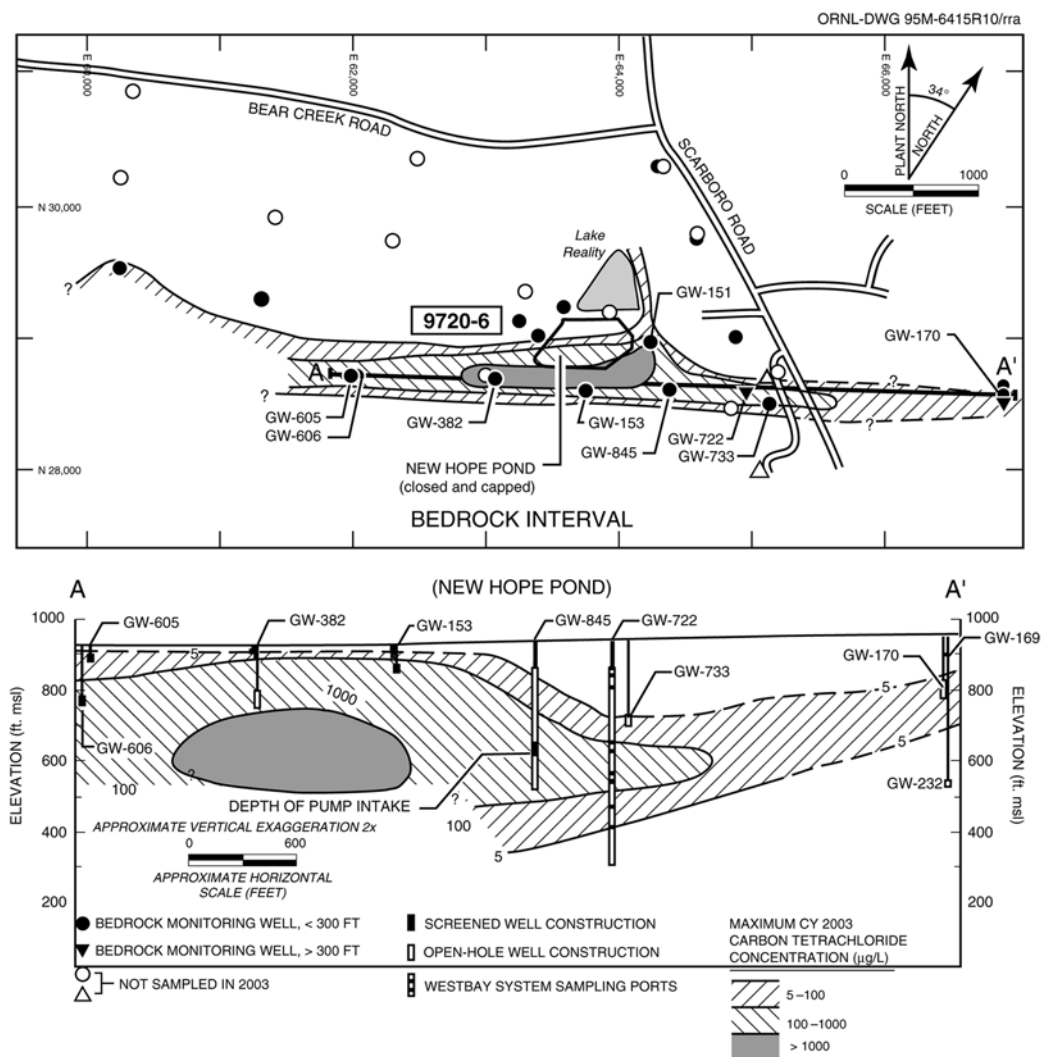 ORNL-DWG 95M-6415R10/rra
E 60,000
E 62,000
E 64,000
E 66,000
BEAR CREEK ROAD
SCARBORO ROAD
PLANT NORTH
34°
NORTH
0 1000
SCALE (FEET)
N 30,000
Lake
Reality
GW-151
9720-6
GW-170
?
A
A'
?
?
?
GW-605
GW-606
GW-382
GW-153
GW-845
GW-722
GW-733
NEW HOPE POND
(closed and capped)
N 28,000
BEDROCK INTERVAL
A
(NEW HOPE POND)
A'
1000
1000
GW-605
GW-382
GW-153
GW-845
GW-722
GW-169
GW-170
GW-733
5
5
800
800
1000
GW-606
5
600
600
?
100
GW-232
DEPTH OF PUMP INTAKE
?
100
APPROXIMATE VERTICAL EXAGGERATION 2x
400
400
0 600
5
APPROXIMATE HORIZONTAL
SCALE (FEET)
200
200
ELEVATION (ft. msl)
ELEVATION (ft. msl)
BEDROCK MONITORING WELL, < 300 FT
BEDROCK MONITORING WELL, > 300 FT
NOT SAMPLED IN 2003
SCREENED WELL CONSTRUCTION
OPEN-HOLE WELL CONSTRUCTION
WESTBAY SYSTEM SAMPLING PORTS
MAXIMUM CY 2003
CARBON TETRACHLORIDE
CONCENTRATION (µg/L)
5–100
100–1000
> 1000